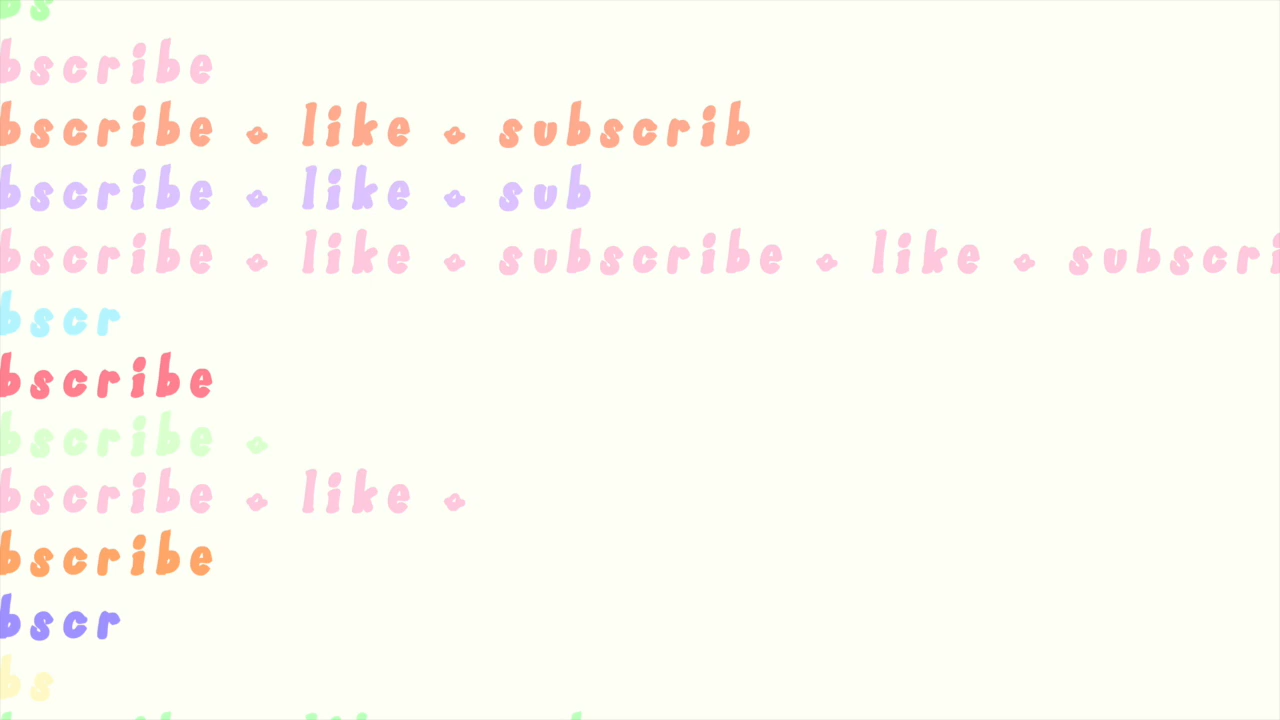 bs
bscribe
bscribe • like • subscrib
bscribe • like • sub
bscribe • like • subscribe • like • subscri
bscr
bscribe
bscribe •
bscribe • like •
bscribe
bscr
bs